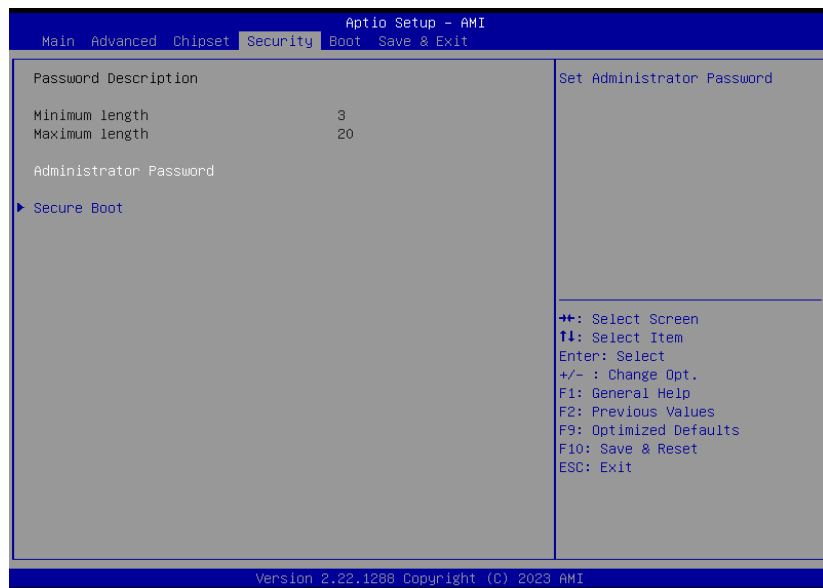 Aptio Setup - AMI
Main Advanced Chipset Security Boot Save & Exit
Password Description
Minimum length 3
Maximum length 20
Administrator Password
Secure Boot
Set Administrator Password
→←: Select Screen
↑↓: Select Item
Enter: Select
+/- : Change Opt.
F1: General Help
F2: Previous Values
F9: Optimized Defaults
F10: Save & Reset
ESC: Exit
Version 2.22.1288 Copyright (C) 2023 AMI